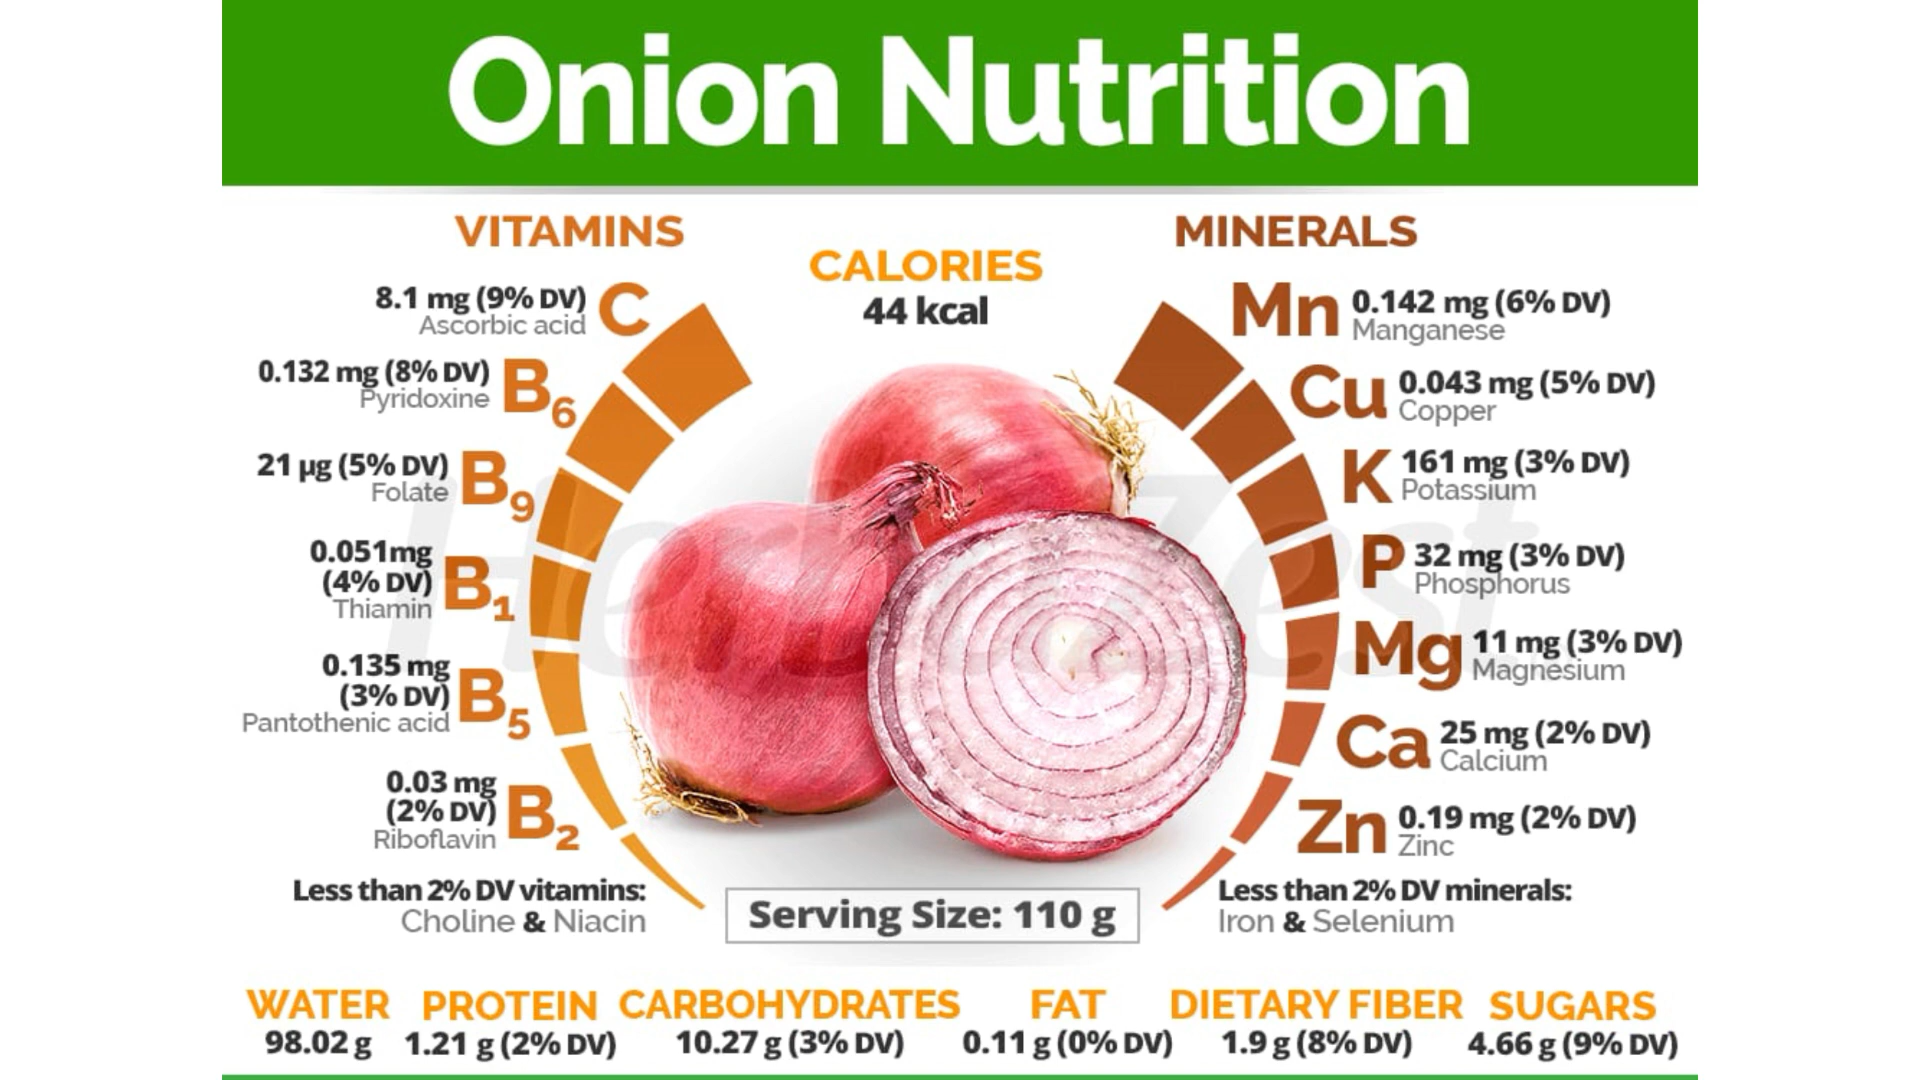 Onion Nutrition
VITAMINS
8.1 mg (9% DV) C
Ascorbic acid
0.132 mg (8% DV) B6
Pyridoxine
21 µg (5% DV) B9
Folate
0.051mg
(4% DV) B1
Thiamin
0.135 mg
(3% DV) B5
Pantothenic acid
0.03 mg
(2% DV) B2
Riboflavin
Less than 2% DV vitamins:
Choline & Niacin
CALORIES
44 kcal
HerbaZest
Serving Size: 110 g
MINERALS
Mn 0.142 mg (6% DV)
Manganese
Cu 0.043 mg (5% DV)
Copper
K 161 mg (3% DV)
Potassium
P 32 mg (3% DV)
Phosphorus
Mg 11 mg (3% DV)
Magnesium
Ca 25 mg (2% DV)
Calcium
Zn 0.19 mg (2% DV)
Zinc
Less than 2% DV minerals:
Iron & Selenium
WATER PROTEIN CARBOHYDRATES FAT DIETARY FIBER SUGARS
98.02 g 1.21 g (2% DV) 10.27 g (3% DV) 0.11 g (0% DV) 1.9 g (8% DV) 4.66 g (9% DV)